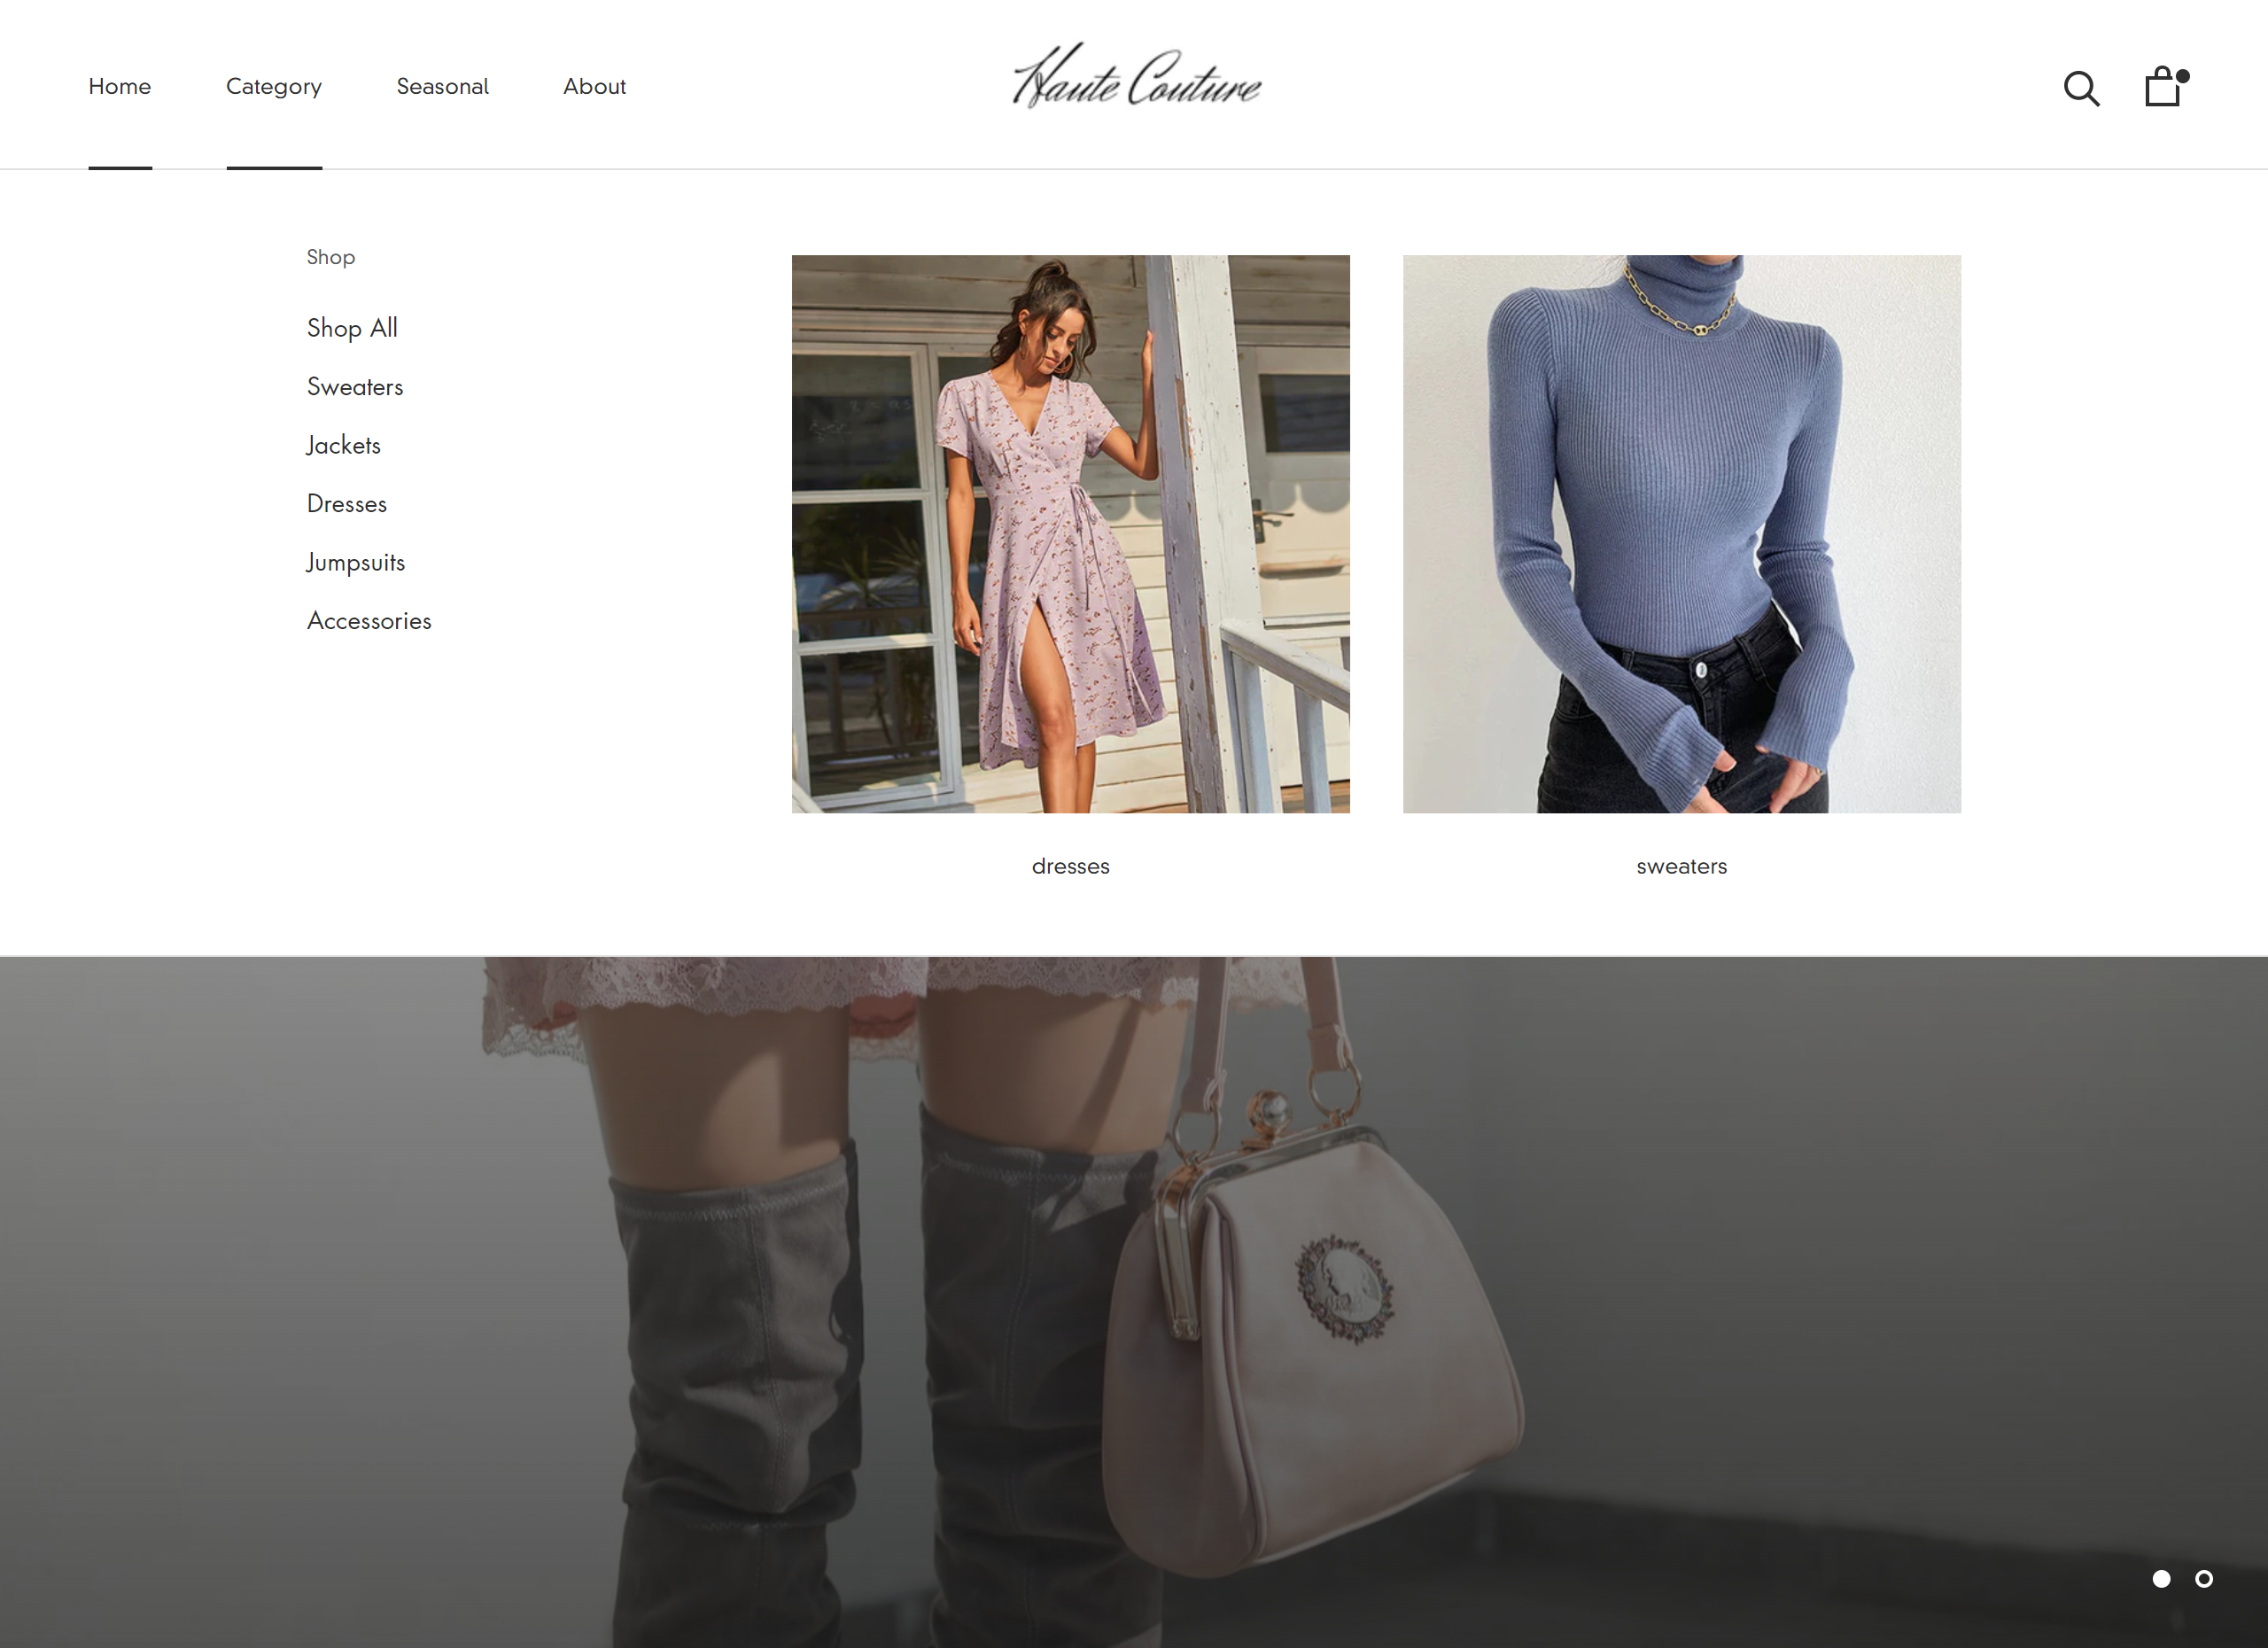 Home
Category
Seasonal
About
Haute Couture
Shop
Shop All
Sweaters
Jackets
Dresses
Jumpsuits
Accessories
dresses
sweaters